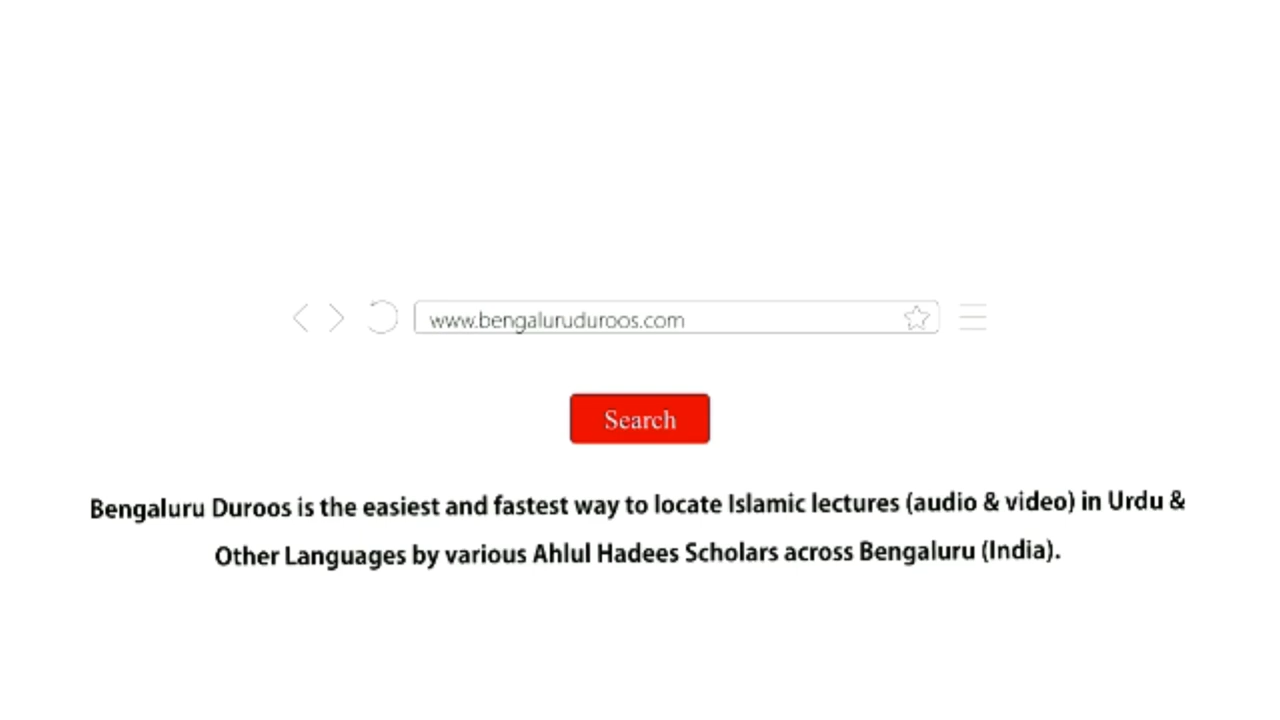 www.bengaluruduroos.com
Search
Bengaluru Duroos is the easiest and fastest way to locate Islamic lectures (audio & video) in Urdu &
Other Languages by various Ahlul Hadees Scholars across Bengaluru (India).